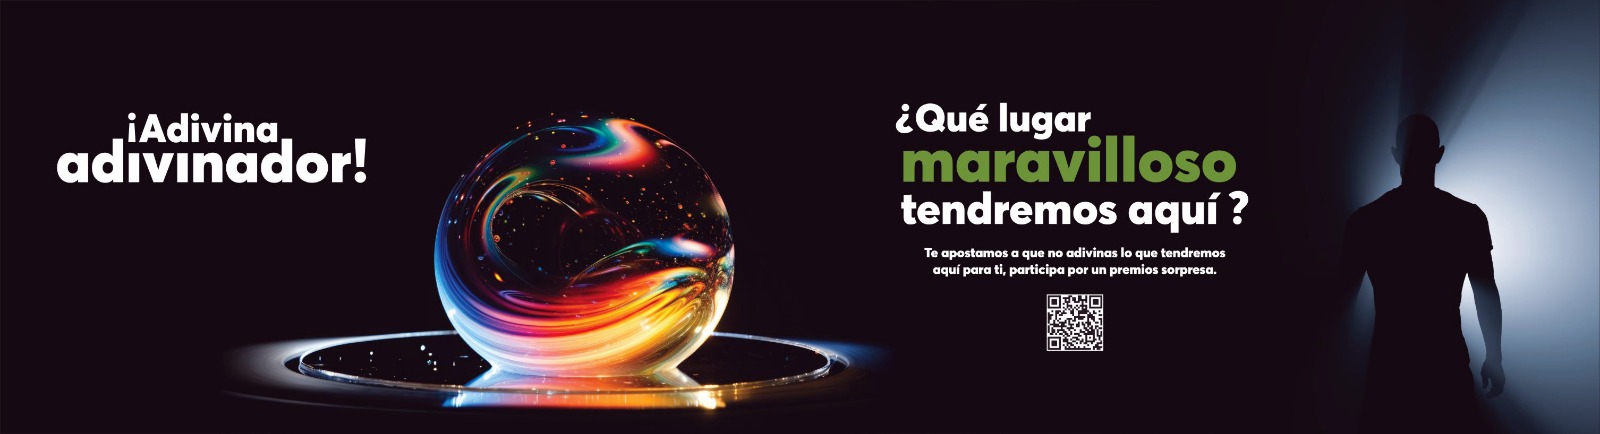 ¡Adivina
adivinador!
¿Qué lugar
maravilloso
tendremos aquí ?
Te apostamos a que no adivinas lo que tendremos
aquí para ti, participa por un premios sorpresa.